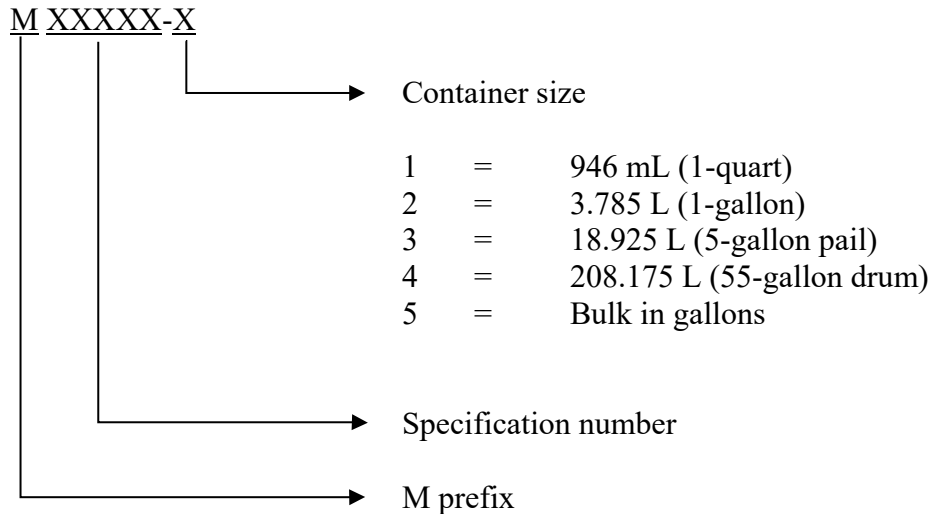 M XXXXX-X
Container size
1 = 946 mL (1-quart)
2 = 3.785 L (1-gallon)
3 = 18.925 L (5-gallon pail)
4 = 208.175 L (55-gallon drum)
5 = Bulk in gallons
Specification number
M prefix